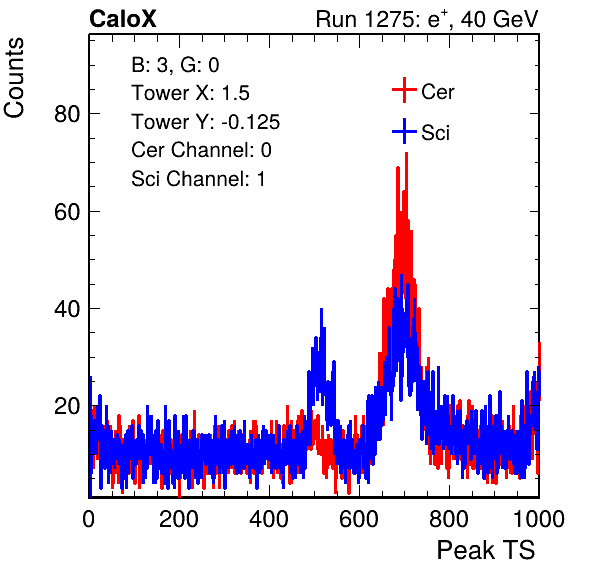 CaloX Run 1275: e⁺, 40 GeV
B: 3, G: 0
Tower X: 1.5
Tower Y: -0.125
Cer Channel: 0
Sci Channel: 1
Cer
Sci
Counts
80
60
40
20
0 200 400 600 800 1000
Peak TS